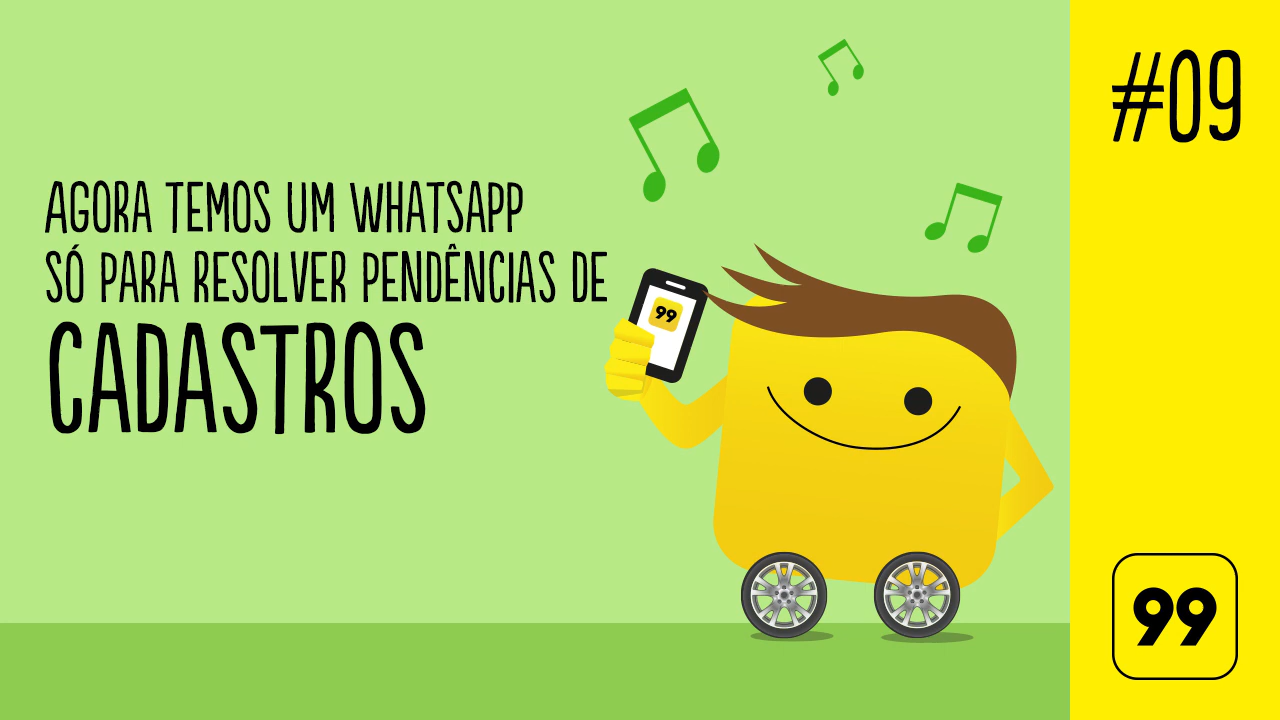 AGORA TEMOS UM WHATSAPP
SÓ PARA RESOLVER PENDÊNCIAS DE
CADASTROS
99
#09
99